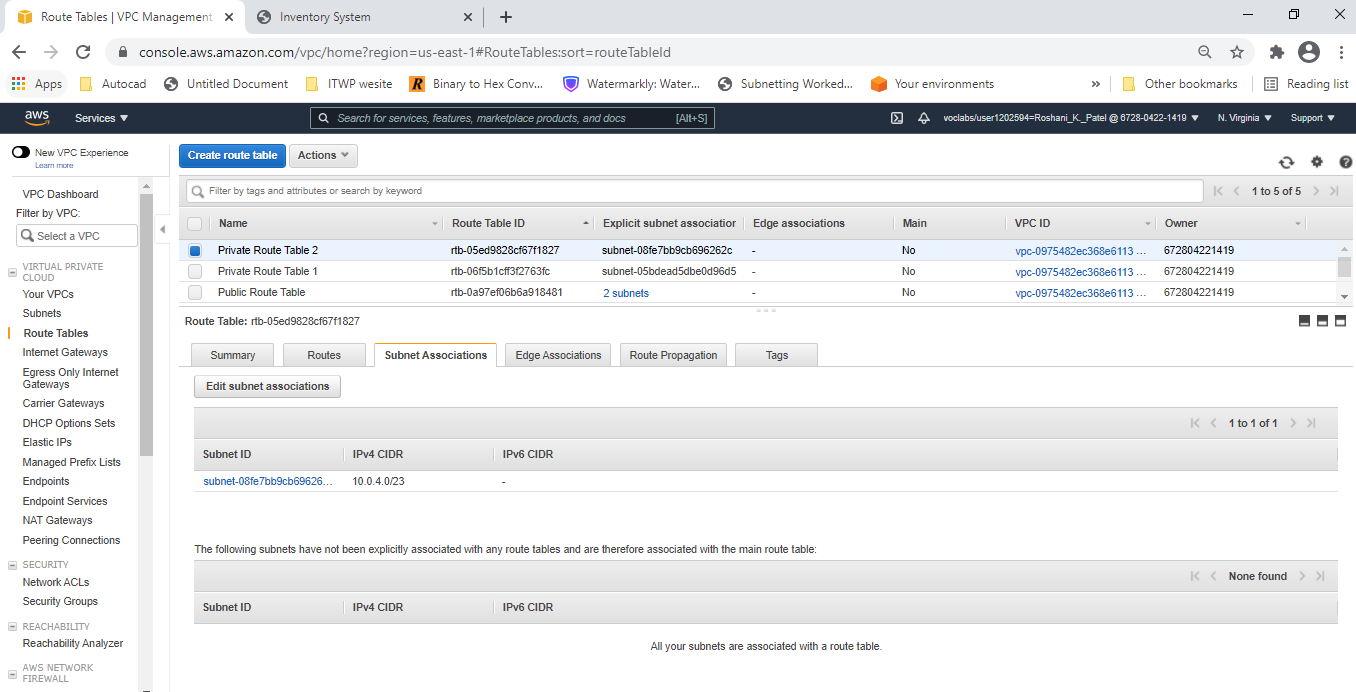 Route Tables | VPC Management
Inventory System
console.aws.amazon.com/vpc/home?region=us-east-1#RouteTables:sort=routeTableId
Apps Autocad Untitled Document ITWP wesite R Binary to Hex Conv... Watermarkly: Water... Subnetting Worked... Your environments » Other bookmarks Reading list
aws Services Search for services, features, marketplace products, and docs [Alt+S] voclabs/user1202594=Roshani_K._Patel @ 6728-0422-1419 N. Virginia Support
New VPC Experience
Learn more
VPC Dashboard
Filter by VPC:
Select a VPC
VIRTUAL PRIVATE
CLOUD
Your VPCs
Subnets
Route Tables
Internet Gateways
Egress Only Internet
Gateways
Carrier Gateways
DHCP Options Sets
Elastic IPs
Managed Prefix Lists
Endpoints
Endpoint Services
NAT Gateways
Peering Connections
SECURITY
Network ACLs
Security Groups
REACHABILITY
Reachability Analyzer
AWS NETWORK
FIREWALL
Create route table Actions
Filter by tags and attributes or search by keyword 1 to 5 of 5
Name Route Table ID Explicit subnet association Edge associations Main VPC ID Owner
Private Route Table 2 rtb-05ed9828cf67f1827 subnet-08fe7bb9cb696262c - No vpc-0975482ec368e6113 ... 672804221419
Private Route Table 1 rtb-06f5b1cff3f2763fc subnet-05bdead5dbe0d96d5 - No vpc-0975482ec368e6113 ... 672804221419
Public Route Table rtb-0a97ef06b6a918481 2 subnets - No vpc-0975482ec368e6113 ... 672804221419
Route Table: rtb-05ed9828cf67f1827
Summary Routes Subnet Associations Edge Associations Route Propagation Tags
Edit subnet associations
1 to 1 of 1
Subnet ID IPv4 CIDR IPv6 CIDR
subnet-08fe7bb9cb69626... 10.0.4.0/23 -
The following subnets have not been explicitly associated with any route tables and are therefore associated with the main route table:
None found
Subnet ID IPv4 CIDR IPv6 CIDR
All your subnets are associated with a route table.